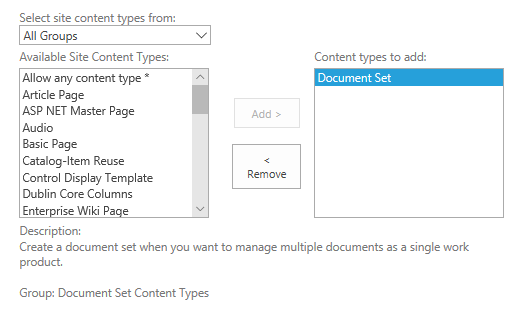 Select site content types from:
All Groups
Available Site Content Types:
Allow any content type *
Article Page
ASP NET Master Page
Audio
Basic Page
Catalog-Item Reuse
Control Display Template
Dublin Core Columns
Enterprise Wiki Page
Add >
<
Remove
Content types to add:
Document Set
Description:
Create a document set when you want to manage multiple documents as a single work
product.
Group: Document Set Content Types